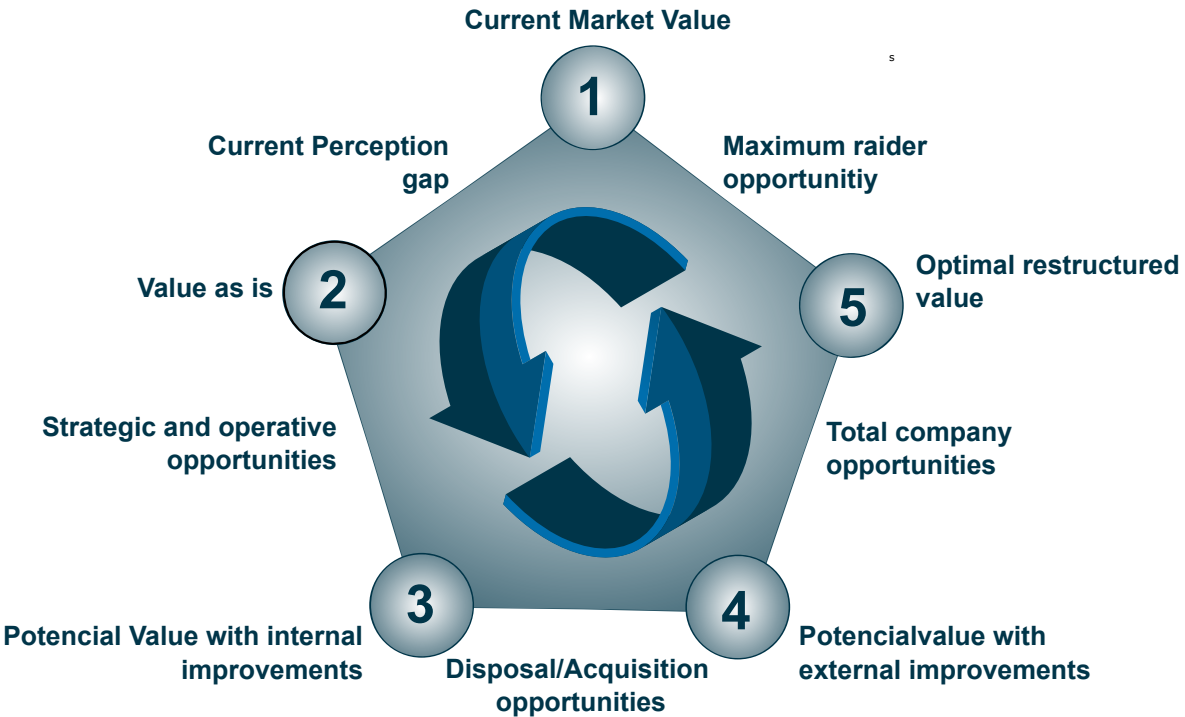 Current Market Value
s
1
Current Perception
gap
Maximum raider
opportunitiy
Value as is
2
5
Optimal restructured
value
Strategic and operative
opportunities
Total company
opportunities
3
4
Potencial Value with internal
improvements
Disposal/Acquisition
opportunities
Potencialvalue with
external improvements